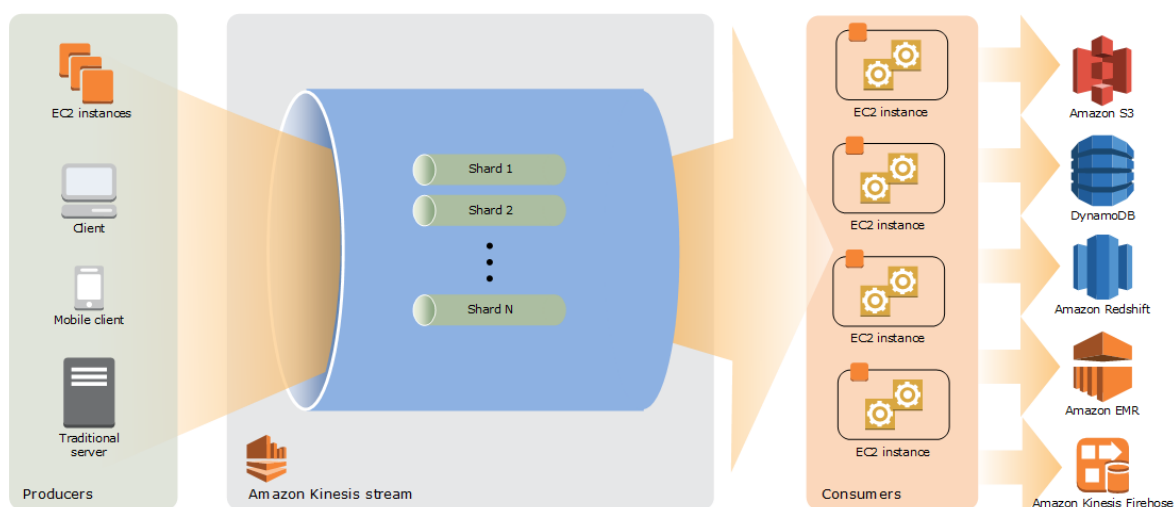 EC2 instances
Client
Mobile client
Traditional
server
Producers
Shard 1
Shard 2
Shard N
Amazon Kinesis stream
EC2 instance
EC2 instance
EC2 instance
EC2 instance
Consumers
Amazon S3
DynamoDB
Amazon Redshift
Amazon EMR
Amazon Kinesis Firehose